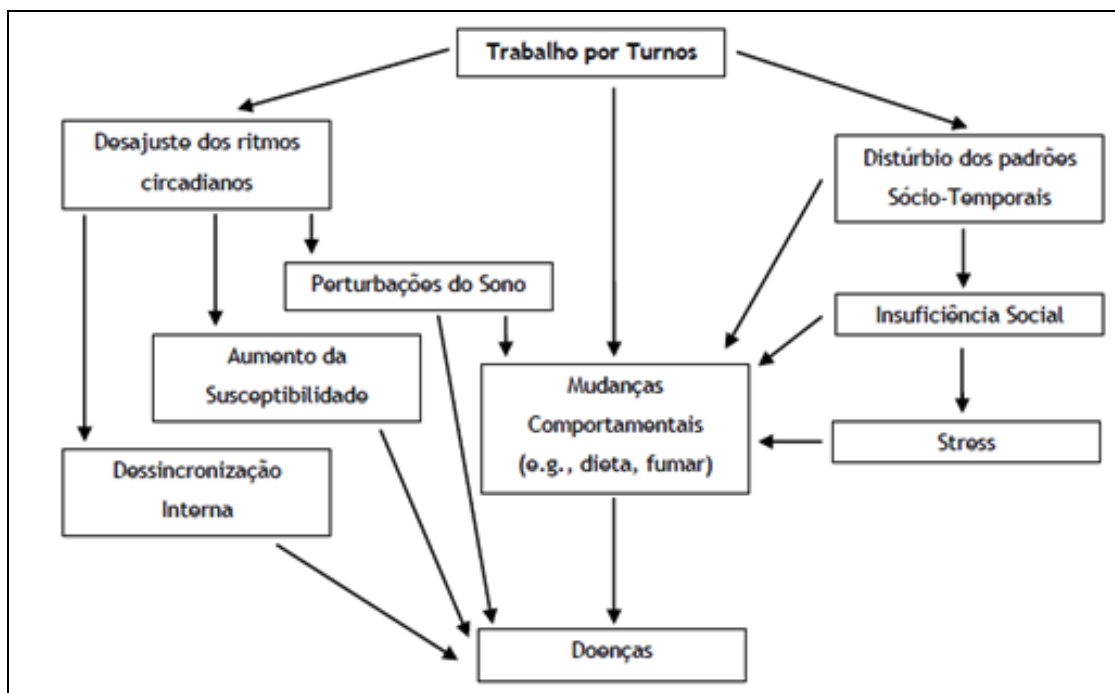 Trabalho por Turnos
Desajuste dos ritmos
circadianos
Distúrbio dos padrões
Sócio-Temporais
Perturbações do Sono
Insuficiência Social
Aumento da
Susceptibilidade
Mudanças
Comportamentais
(e.g., dieta, fumar)
Stress
Dessincronização
Interna
Doenças